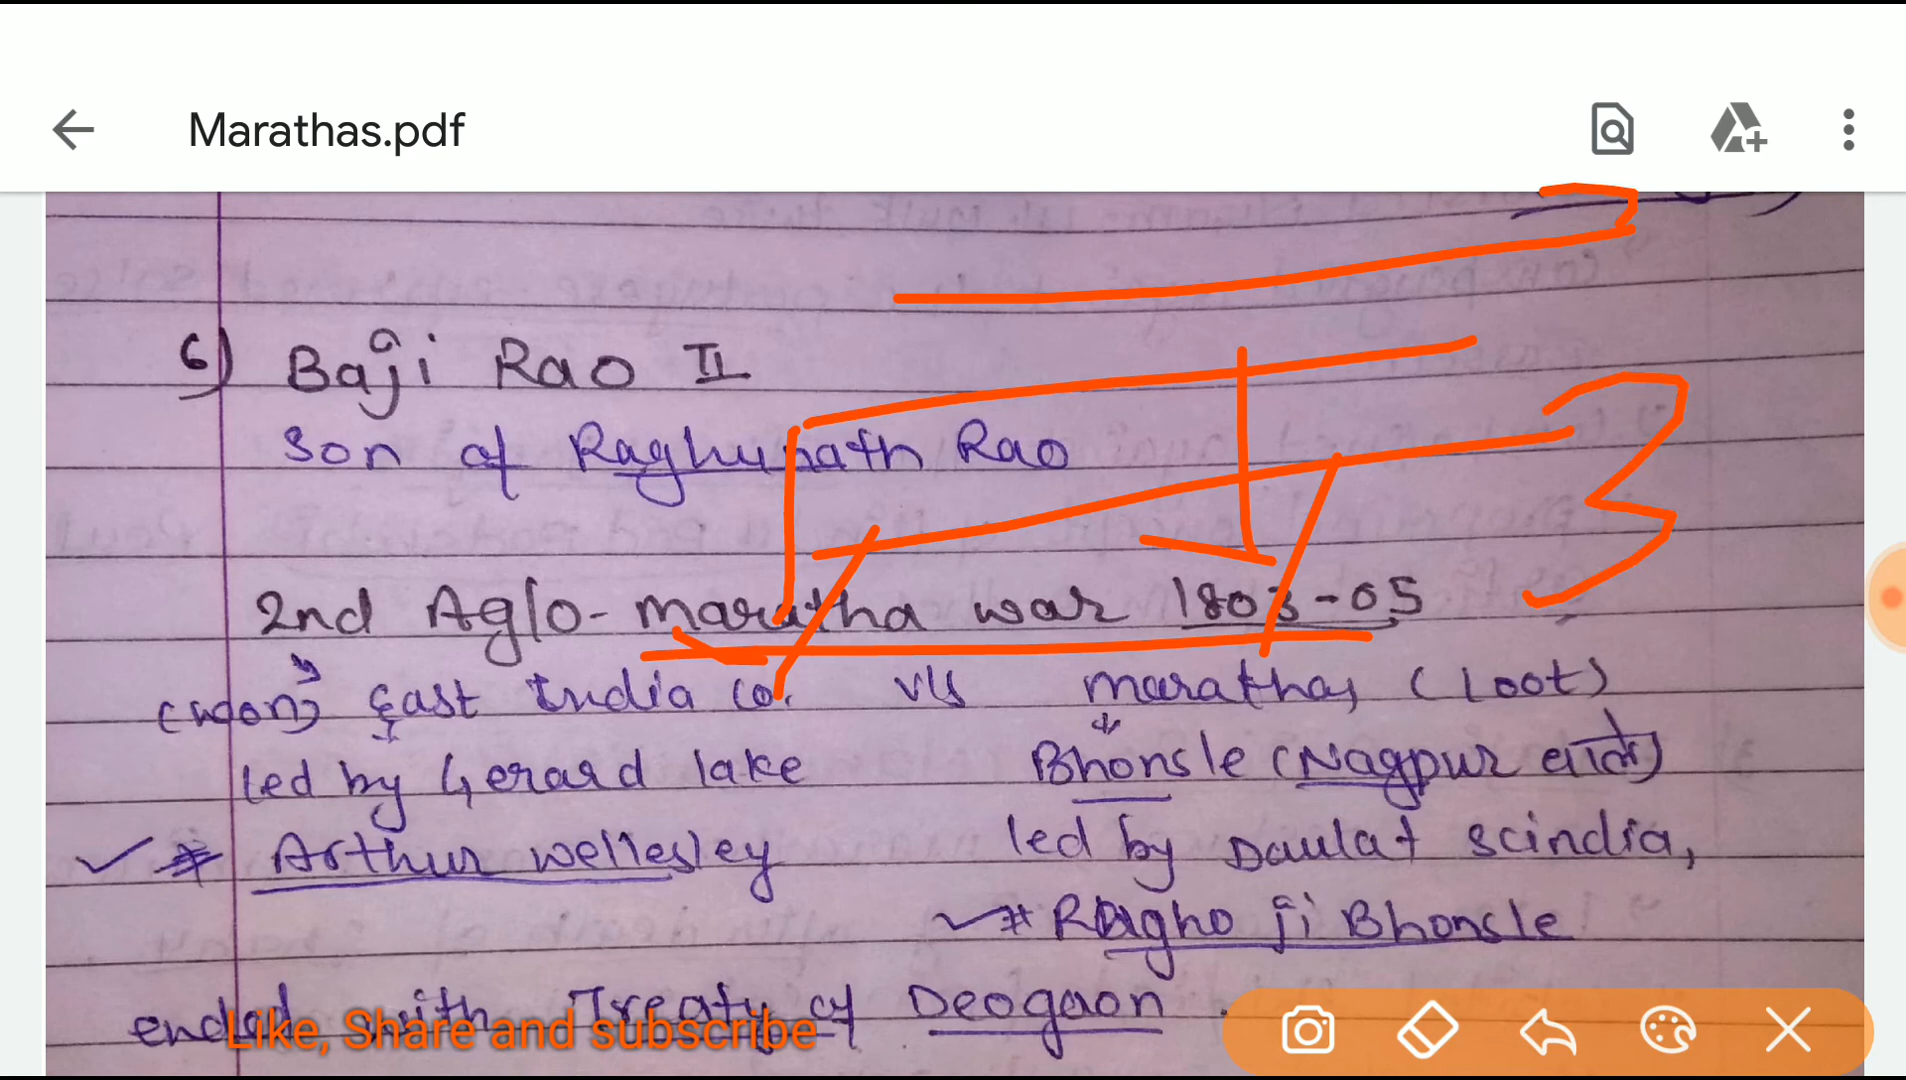 Marathas.pdf
6) Baji Rao II
Son of Raghunath Rao
2nd Aglo-maratha war 1803-05
(won) East India Co. v/s marathas (Loot)
Led by Gerard lake Bhonsle (Nagpur
Arthur wellesley led by Daulat Scindia,
Ragho ji Bhonsle
ended with Treaty of Deogaon.
Like, Share and subscribe